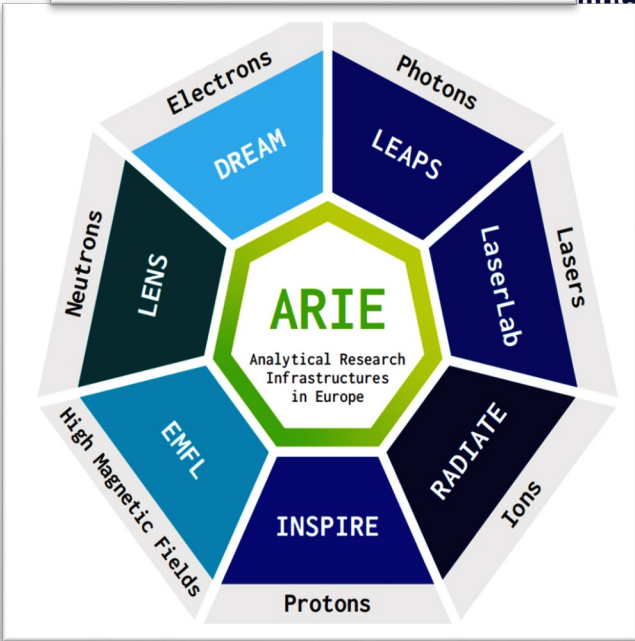 Electrons
Photons
DREAM
LEAPS
Neutrons
LENS
LaserLab
Lasers
ARIE
Analytical Research
Infrastructures
in Europe
High Magnetic Fields
EMFL
RADIATE
Ions
INSPIRE
Protons